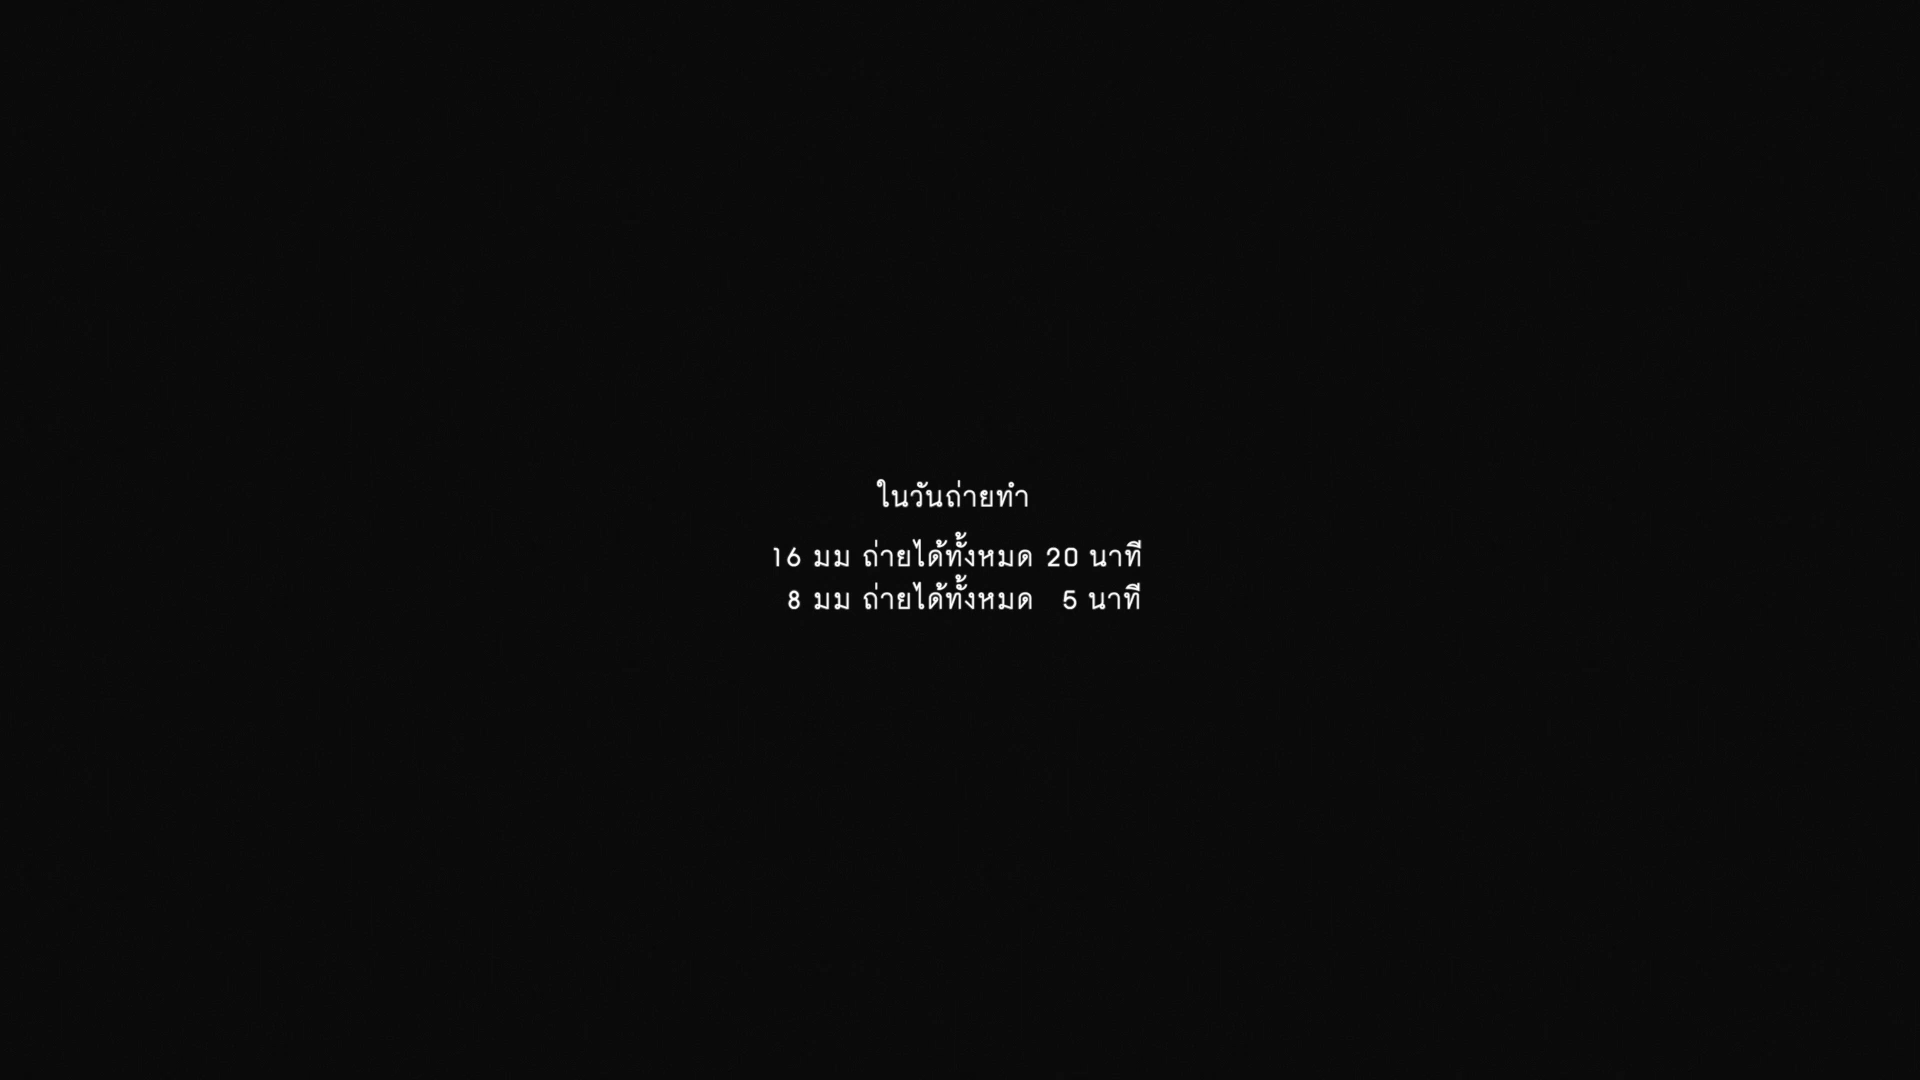 ในวันถ่ายทำ
16 มม ถ่ายได้ทั้งหมด 20 นาที
8 มม ถ่ายได้ทั้งหมด 5 นาที